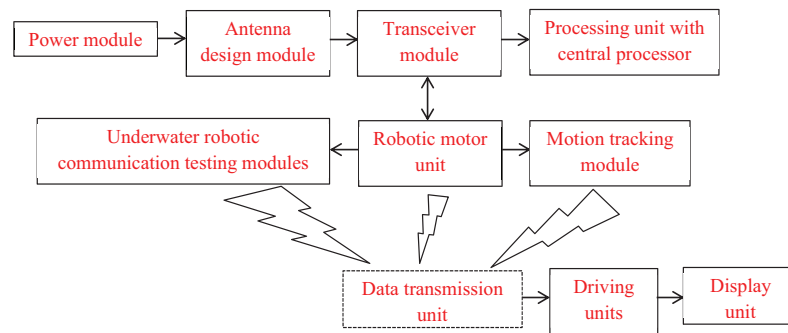 Power module
Antenna
design module
Transceiver
module
Processing unit with
central processor
Underwater robotic
communication testing modules
Robotic motor
unit
Motion tracking
module
Data transmission
unit
Driving
units
Display
unit